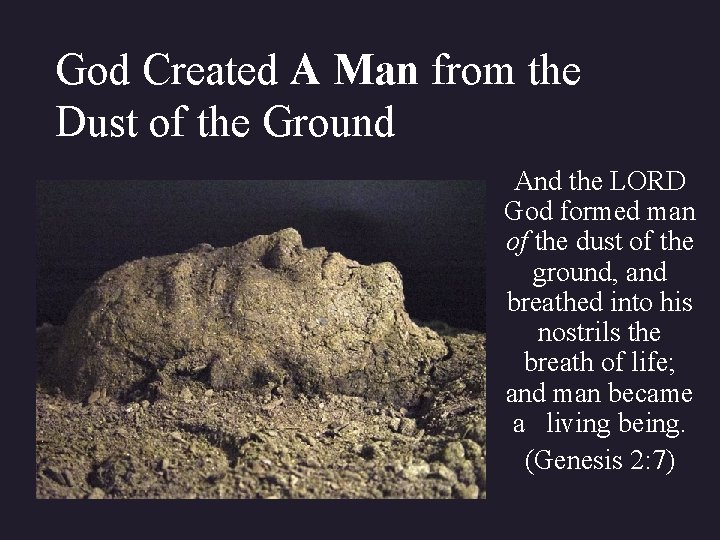 God Created A Man from the
Dust of the Ground
And the LORD
God formed man
of the dust of the
ground, and
breathed into his
nostrils the
breath of life;
and man became
a living being.
(Genesis 2:7)